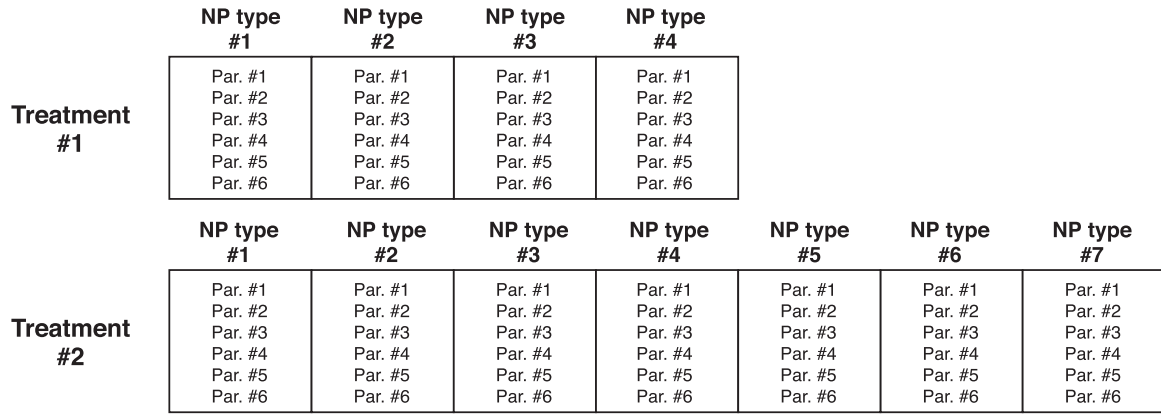 NP type NP type NP type NP type
#1 #2 #3 #4
Par. #1 Par. #1 Par. #1 Par. #1
Par. #2 Par. #2 Par. #2 Par. #2
Treatment Par. #3 Par. #3 Par. #3 Par. #3
#1 Par. #4 Par. #4 Par. #4 Par. #4
Par. #5 Par. #5 Par. #5 Par. #5
Par. #6 Par. #6 Par. #6 Par. #6
NP type NP type NP type NP type NP type NP type NP type
#1 #2 #3 #4 #5 #6 #7
Par. #1 Par. #1 Par. #1 Par. #1 Par. #1 Par. #1 Par. #1
Par. #2 Par. #2 Par. #2 Par. #2 Par. #2 Par. #2 Par. #2
Treatment Par. #3 Par. #3 Par. #3 Par. #3 Par. #3 Par. #3 Par. #3
#2 Par. #4 Par. #4 Par. #4 Par. #4 Par. #4 Par. #4 Par. #4
Par. #5 Par. #5 Par. #5 Par. #5 Par. #5 Par. #5 Par. #5
Par. #6 Par. #6 Par. #6 Par. #6 Par. #6 Par. #6 Par. #6